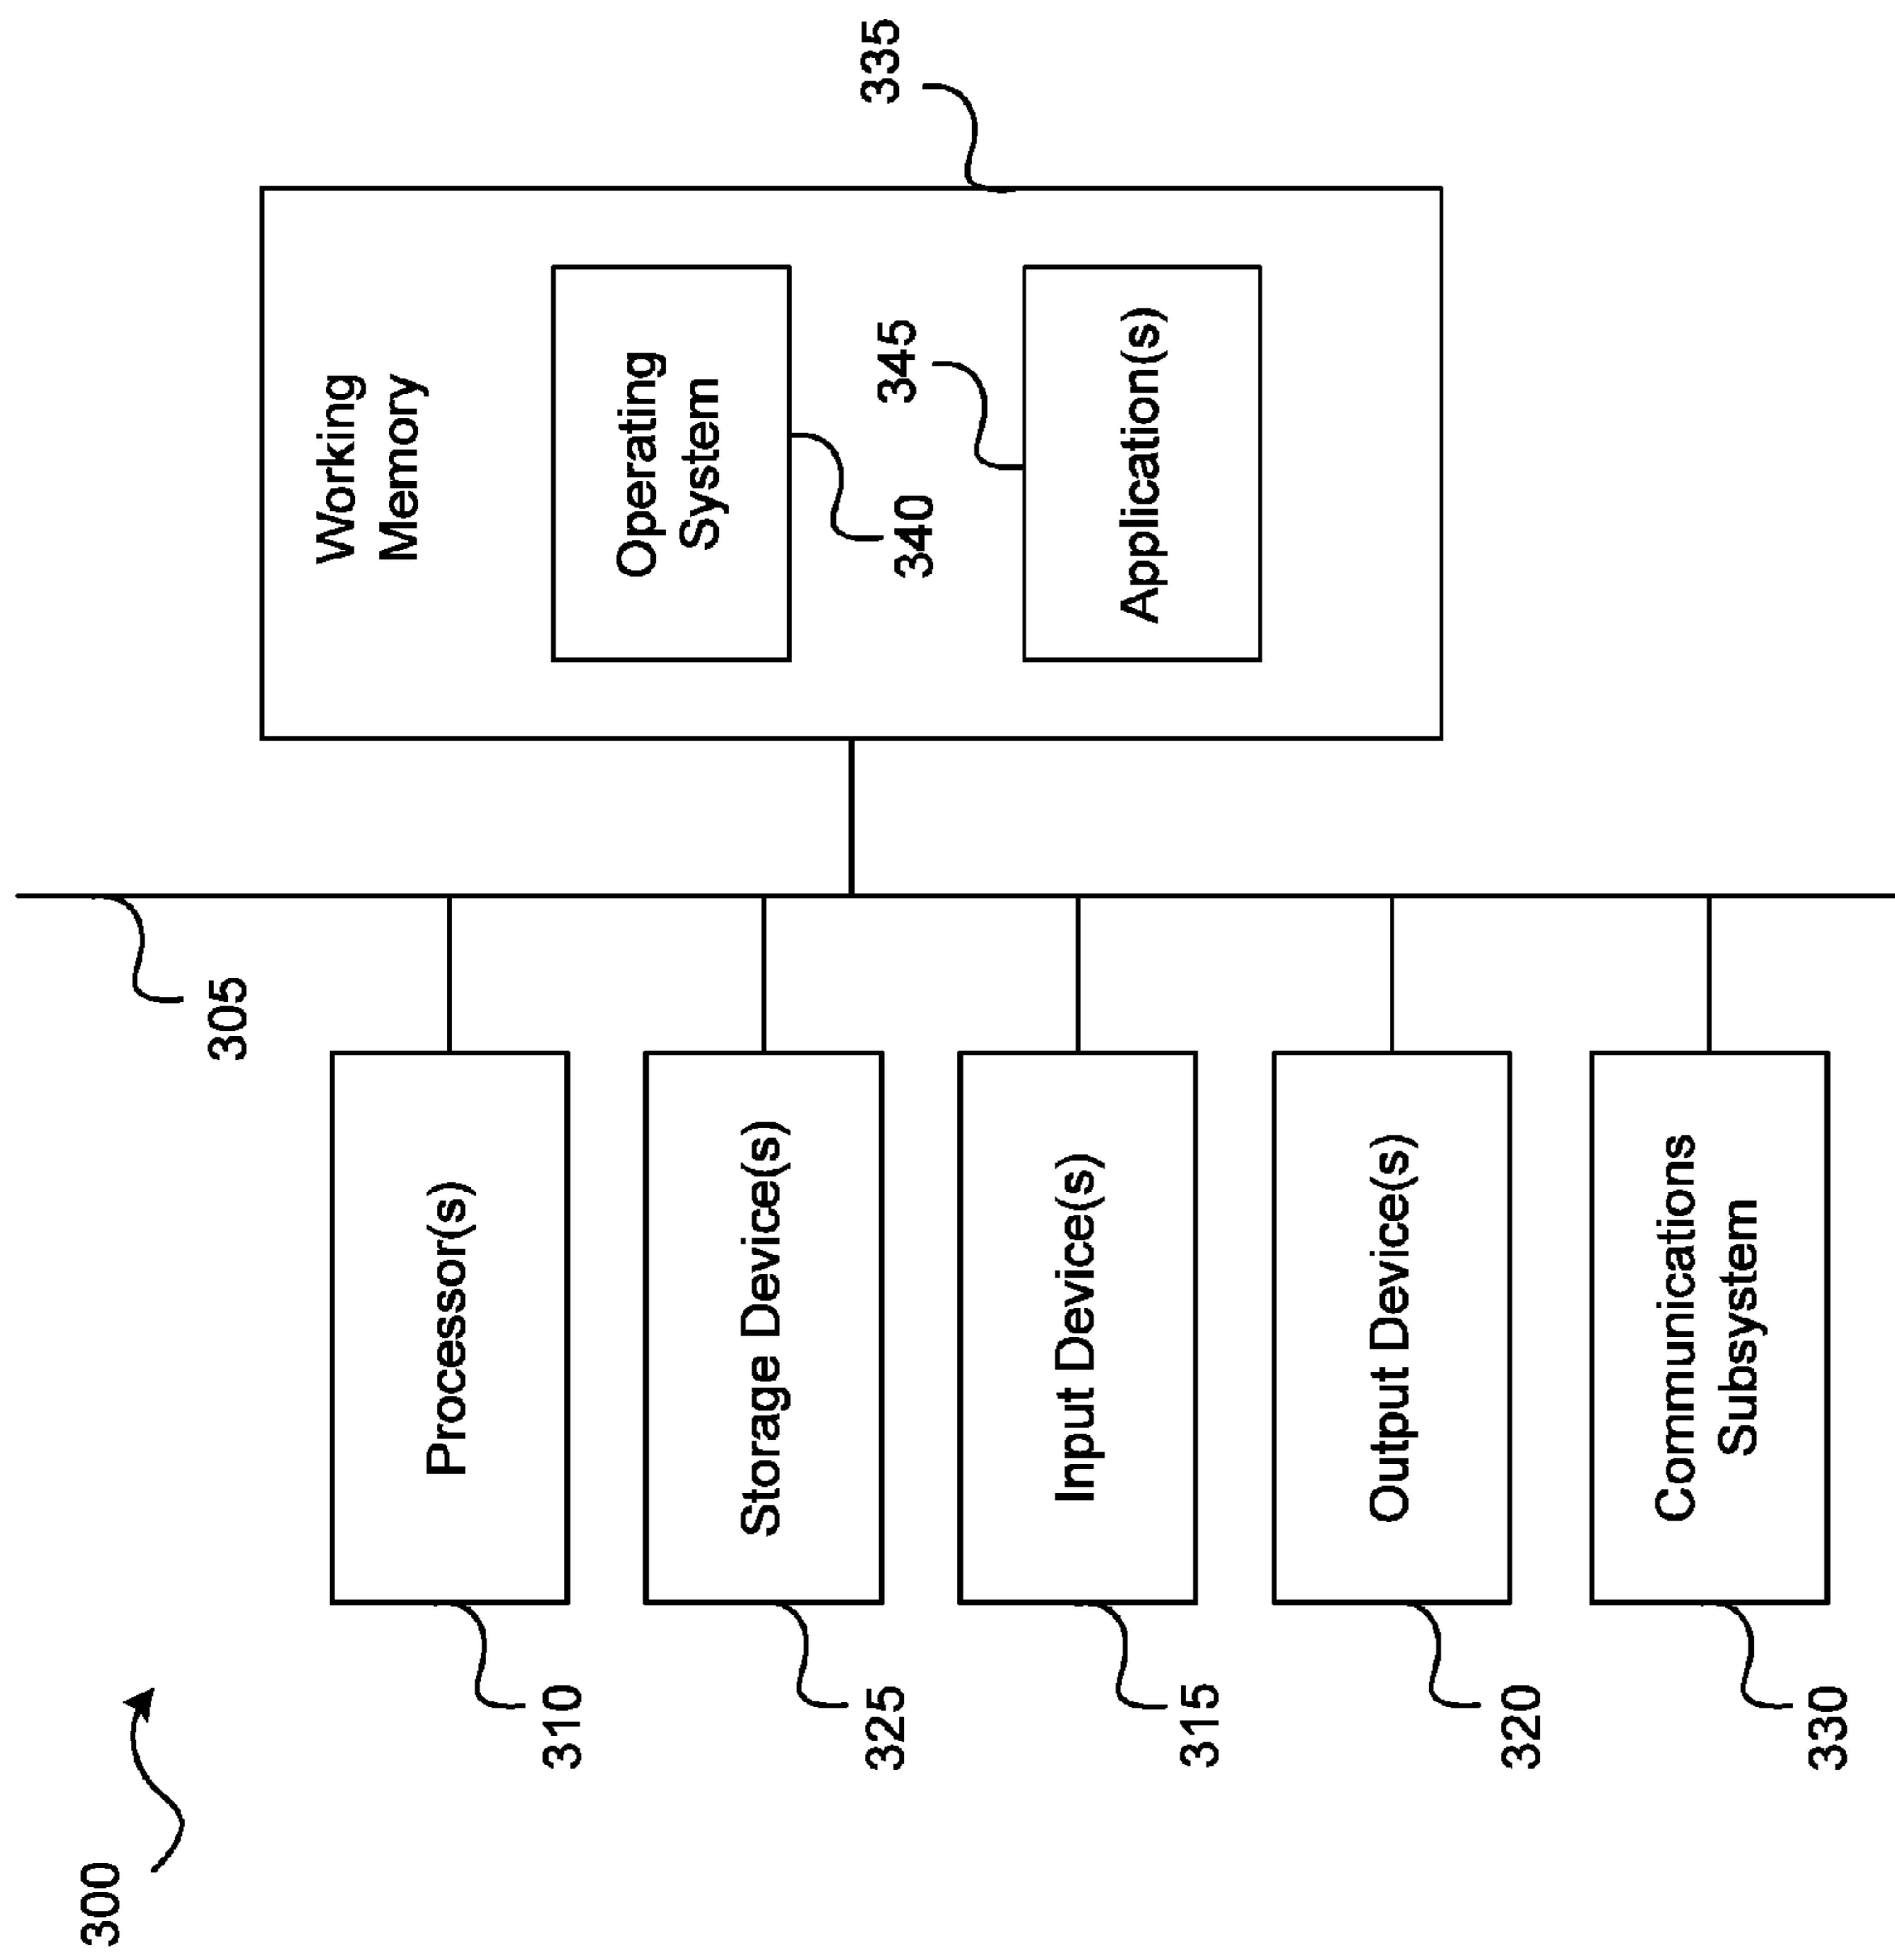 300
305
310
Processor(s)
325
Storage Device(s)
315
Input Device(s)
320
Output Device(s)
330
Communications
Subsystem
Working
Memory
Operating
System
340
345
Application(s)
335